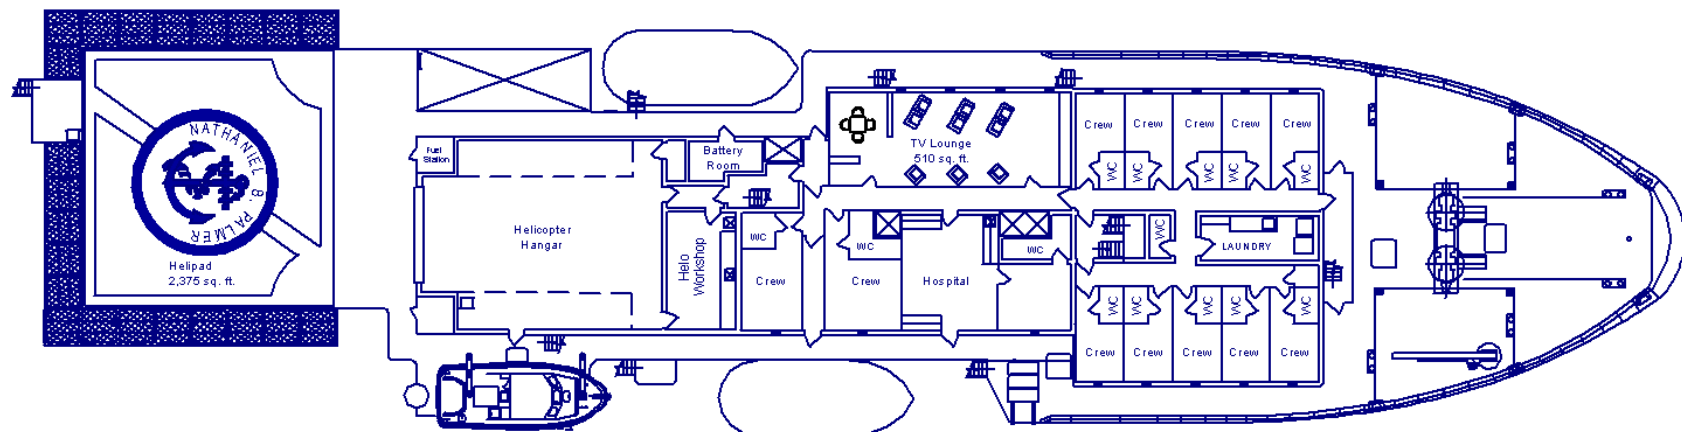 NATHANIEL B. PALMER
Helipad
2,375 sq. ft.
Fuel
Station
Helicopter
Hangar
Battery
Room
Helo
Workshop
TV Lounge
510 sq. ft.
WC
Crew
WC
Crew
Hospital
WC
Crew
Crew
Crew
Crew
Crew
WC
WC
WC
WC
WC
WC
LAUNDRY
WC
WC
WC
WC
WC
Crew
Crew
Crew
Crew
Crew